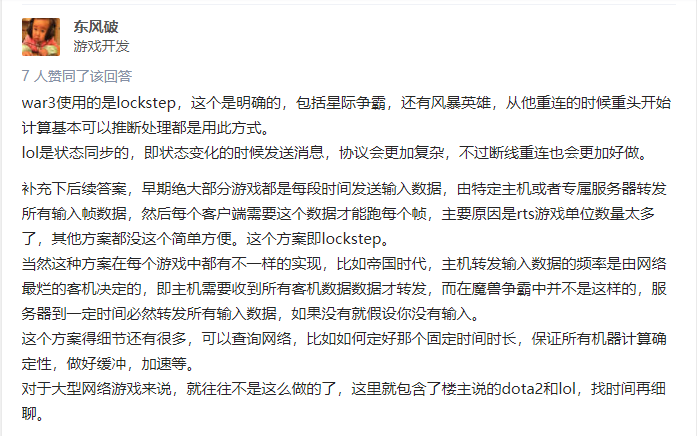 东风破
游戏开发
7 人赞同了该回答
war3使用的是lockstep，这个是明确的，包括星际争霸，还有风暴英雄，从他重连的时候重头开始
计算基本可以推断处理都是用此方式。
lol是状态同步的，即状态变化的时候发送消息，协议会更加复杂，不过断线重连也会更加好做。
补充下后续答案，早期绝大部分游戏都是每段时间发送输入数据，由特定主机或者专属服务器转发
所有输入帧数据，然后每个客户端需要这个数据才能跑每个帧，主要原因是rts游戏单位数量太多
了，其他方案都没这个简单方便。这个方案即lockstep。
当然这种方案在每个游戏中都有不一样的实现，比如帝国时代，主机转发输入数据的频率是由网络
最烂的客机决定的，即主机需要收到所有客机数据数据才转发，而在魔兽争霸中并不是这样的，服
务器到一定时间必然转发所有输入数据，如果没有就假设你没有输入。
这个方案得细节还有很多，可以查询网络，比如如何定好那个固定时间时长，保证所有机器计算确
定性，做好缓冲，加速等。
对于大型网络游戏来说，就往往不是这么做的了，这里就包含了楼主说的dota2和lol，找时间再细
聊。